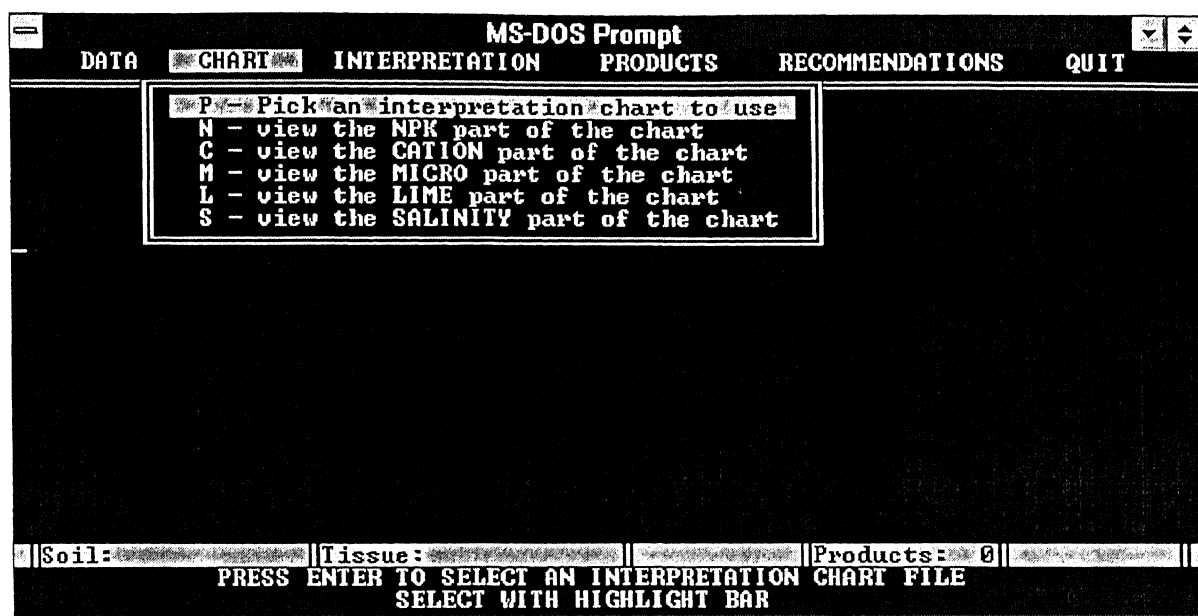 MS-DOS Prompt
DATA CHART INTERPRETATION PRODUCTS RECOMMENDATIONS QUIT
P - Pick an interpretation chart to use
N - view the NPK part of the chart
C - view the CATION part of the chart
M - view the MICRO part of the chart
L - view the LIME part of the chart
S - view the SALINITY part of the chart
Soil: Tissue: Products: 0
PRESS ENTER TO SELECT AN INTERPRETATION CHART FILE
SELECT WITH HIGHLIGHT BAR